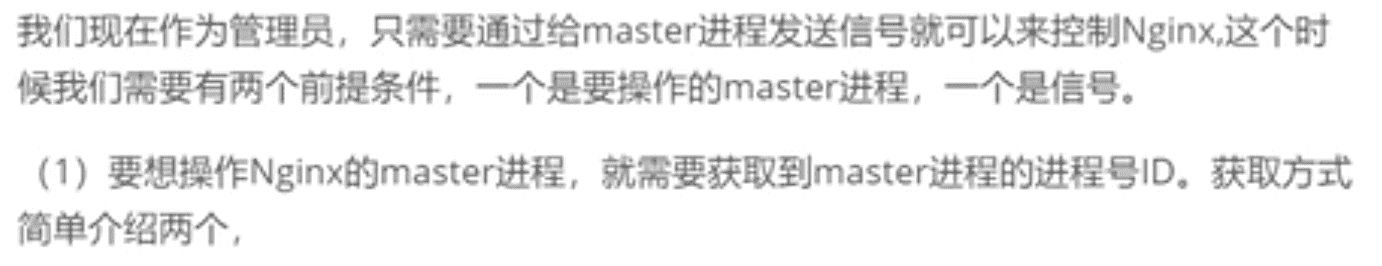 我们现在作为管理员，只需要通过给master进程发送信号就可以来控制Nginx,这个时
候我们需要有两个前提条件，一个是要操作的master进程，一个是信号。
（1）要想操作Nginx的master进程，就需要获取到master进程的进程号ID。获取方式
简单介绍两个，